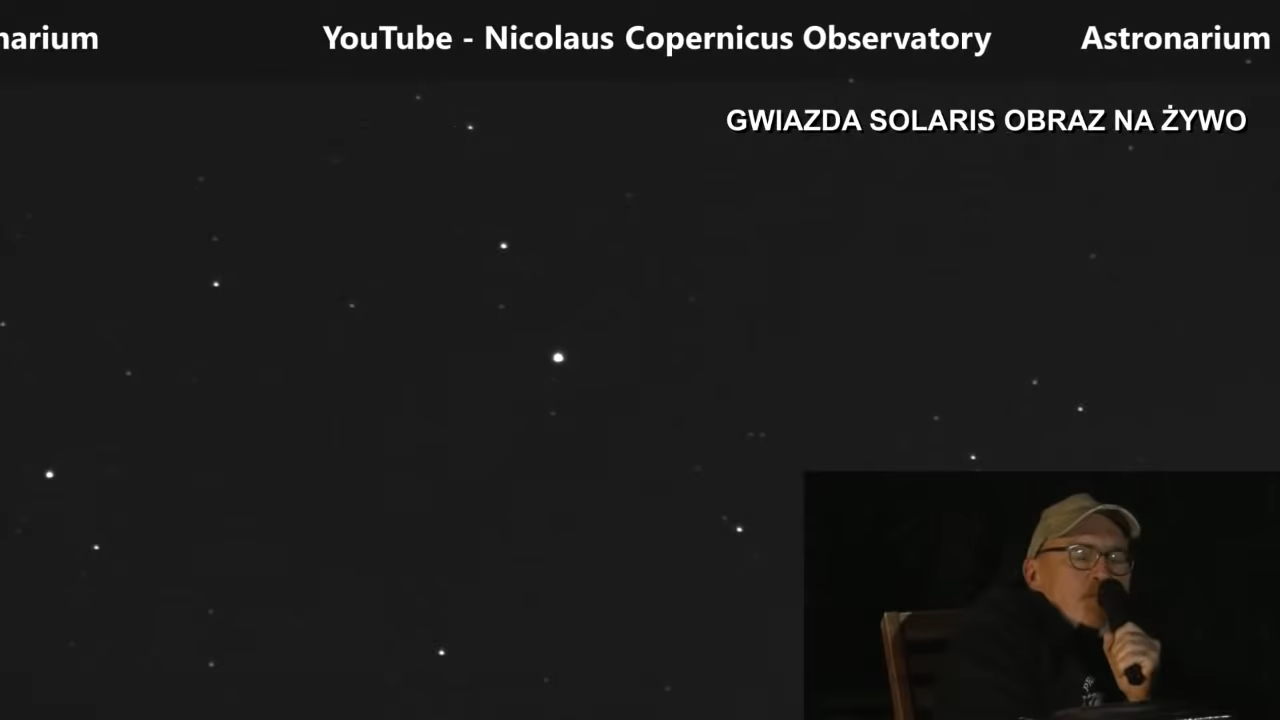 narium YouTube - Nicolaus Copernicus Observatory Astronarium
GWIAZDA SOLARIS OBRAZ NA ŻYWO